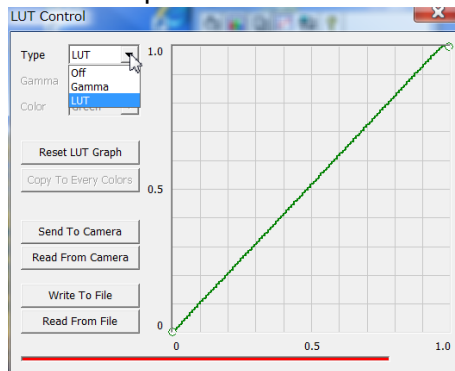 LUT Control
Type
LUT
Off
Gamma
LUT
Gamma
Color
Green
Reset LUT Graph
Copy To Every Colors
Send To Camera
Read From Camera
Write To File
Read From File
1.0
0.5
0
0
0.5
1.0